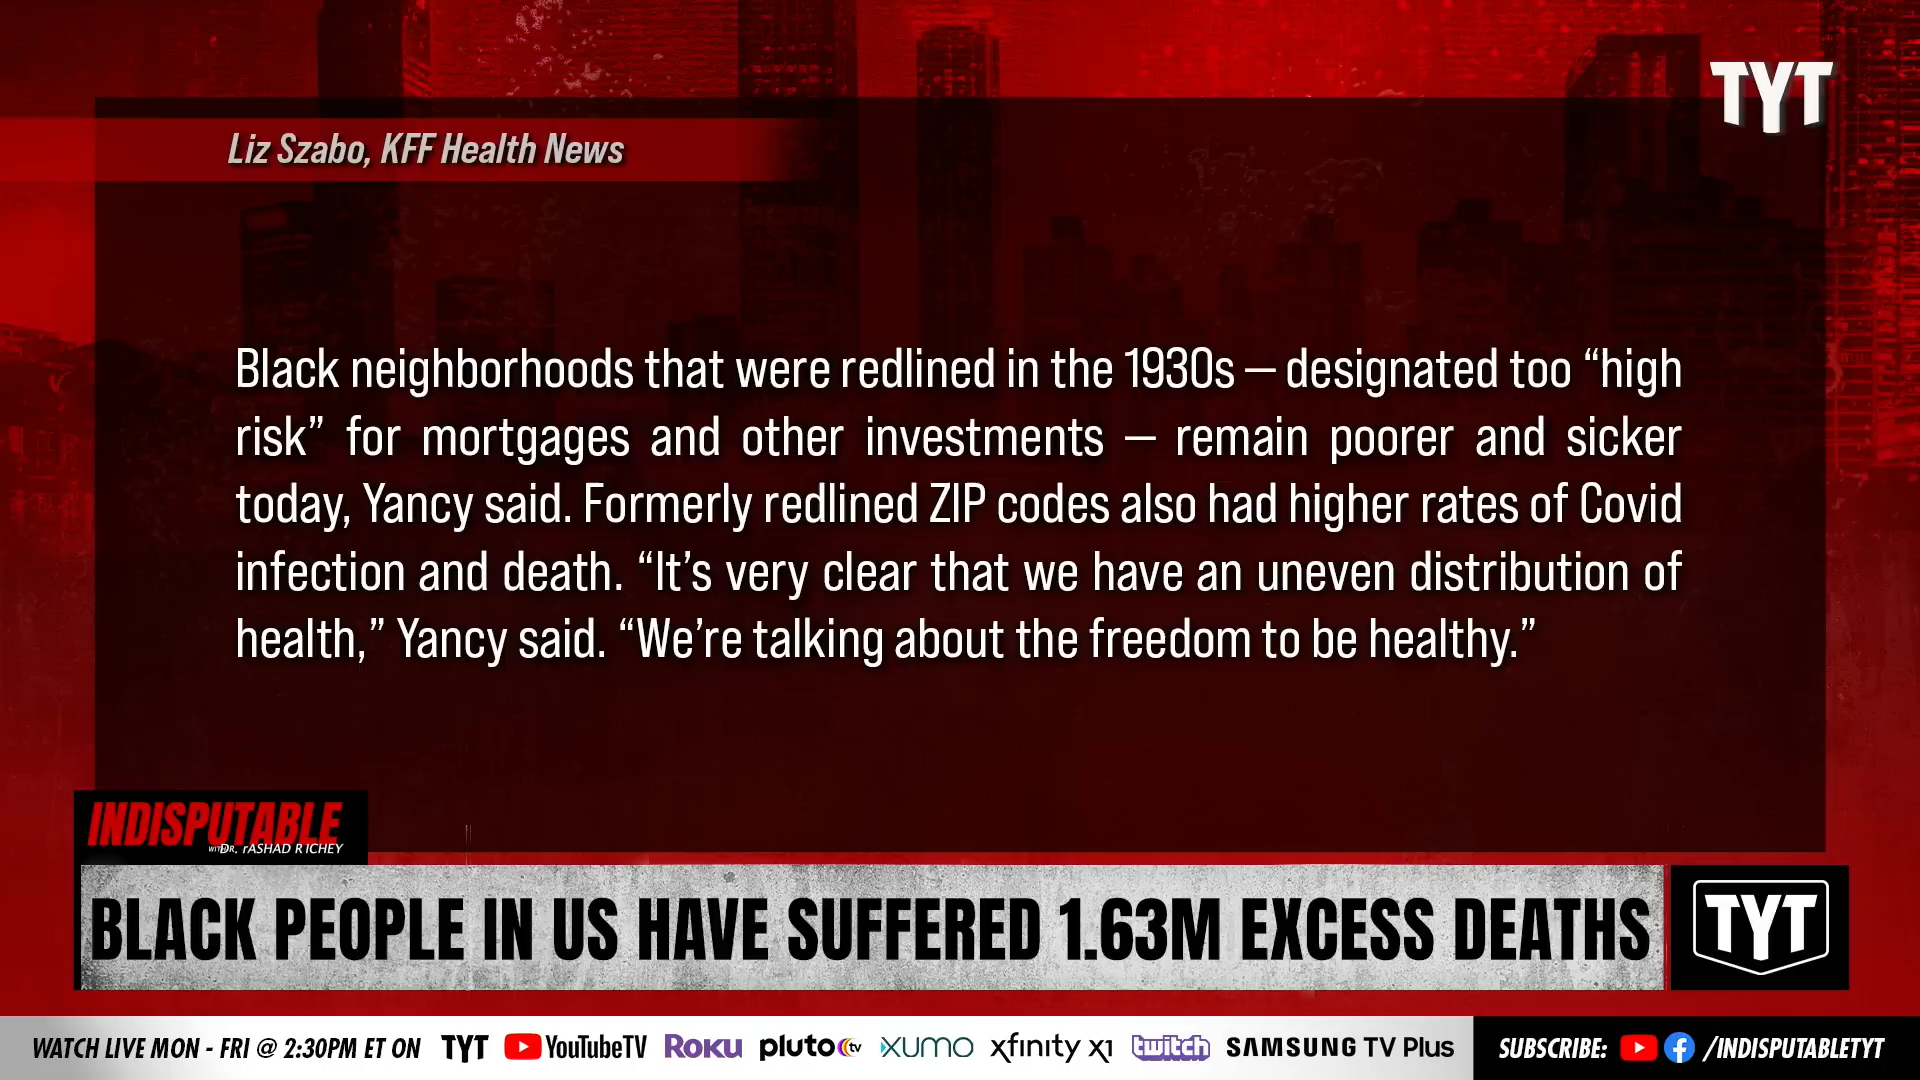 TYT
Liz Szabo, KFF Health News
Black neighborhoods that were redlined in the 1930s — designated too “high
risk” for mortgages and other investments — remain poorer and sicker
today, Yancy said. Formerly redlined ZIP codes also had higher rates of Covid
infection and death. “It’s very clear that we have an uneven distribution of
health,” Yancy said. “We’re talking about the freedom to be healthy.”
INDISPUTABLE
WITH DR. rASHAD RICHEY
BLACK PEOPLE IN US HAVE SUFFERED 1.63M EXCESS DEATHS
TYT
WATCH LIVE MON - FRI @ 2:30PM ET ON TYT YouTubeTV ROKU pluto tv xumo xfinity x1 twitch SAMSUNG TV Plus SUBSCRIBE: /INDISPUTABLETYT